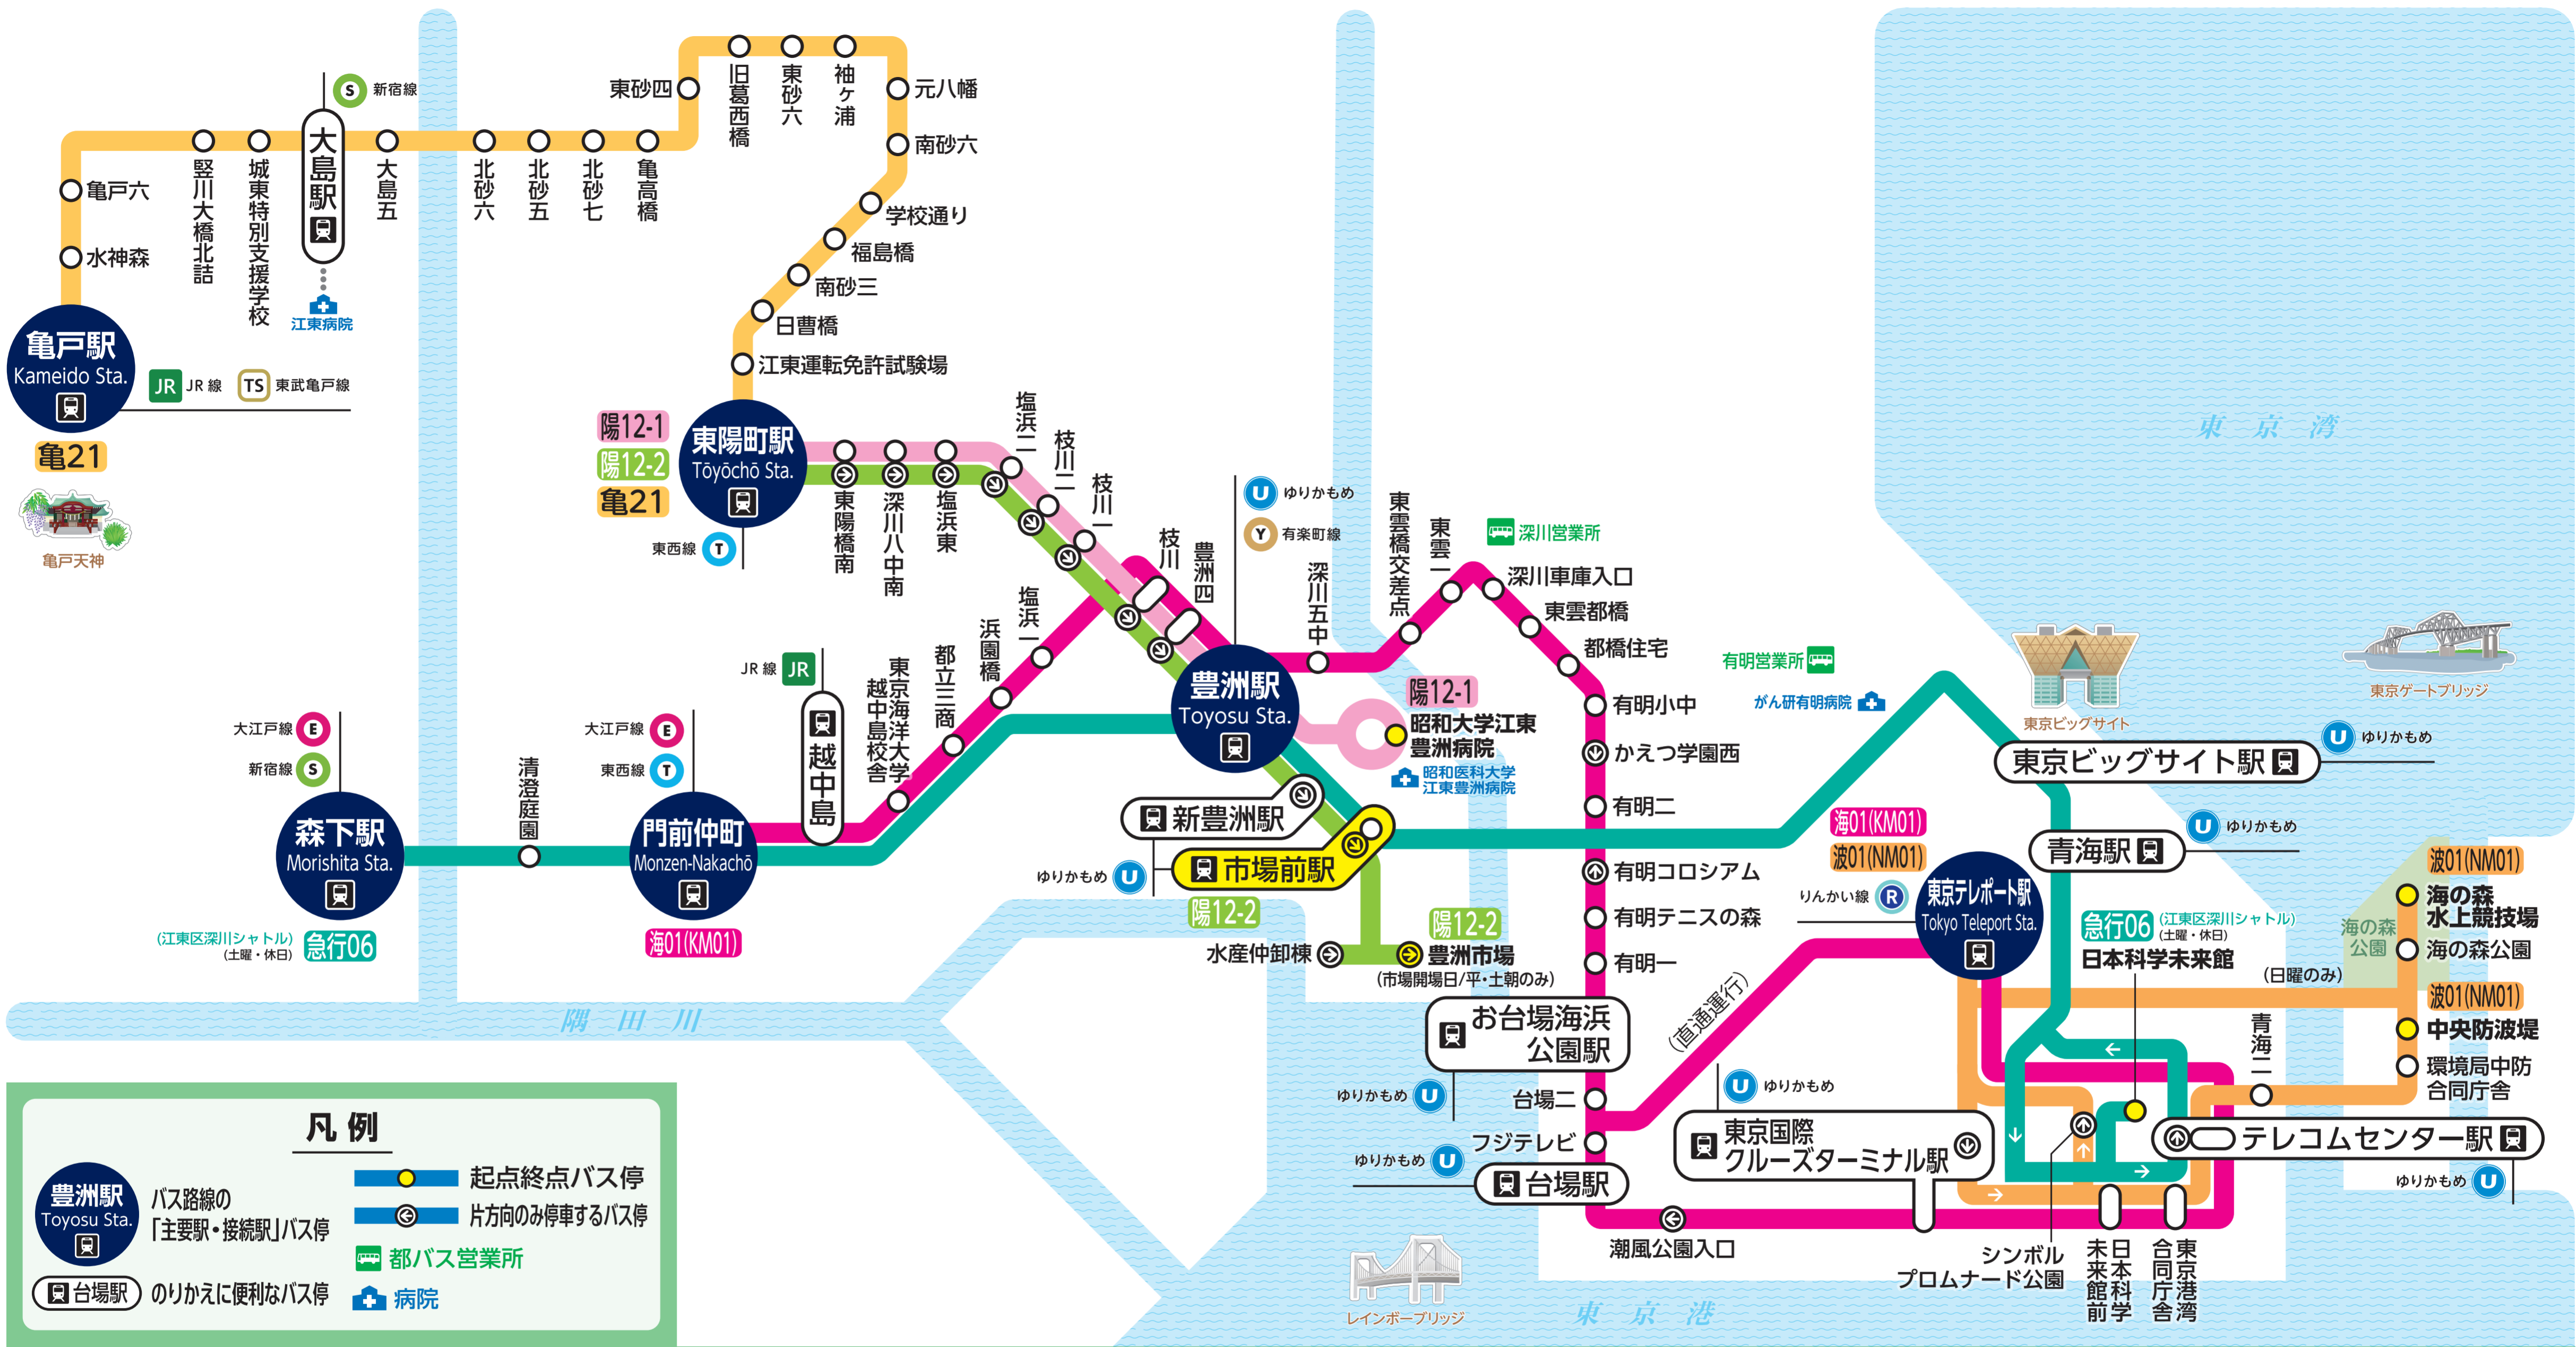 S 新宿線
大島駅
江東病院
亀戸六
水神森
竪川大橋北詰
城東特別支援学校
大島五
北砂六
北砂五
北砂七
亀高橋
東砂四
旧葛西橋
東砂六
袖ヶ浦
元八幡
南砂六
学校通り
福島橋
南砂三
日曹橋
江東運転免許試験場
亀戸駅
Kameido Sta.
JR JR線 TS 東武亀戸線
亀21
亀戸天神
陽12-1
陽12-2
亀21
東陽町駅
Tōyōchō Sta.
東西線 T
東陽橋南
深川八中南
塩浜東
塩浜二
枝川二
枝川一
枝川
豊洲四
U ゆりかもめ
Y 有楽町線
豊洲駅
Toyosu Sta.
深川五中
東雲橋交差点
東雲一
深川営業所
深川車庫入口
東雲都橋
都橋住宅
有明小中
かえつ学園西
有明二
有明コロシアム
有明テニスの森
有明一
お台場海浜
公園駅
ゆりかもめ U
台場二
フジテレビ
ゆりかもめ U
台場駅
潮風公園入口
陽12-1
昭和大学江東
豊洲病院
昭和医科大学
江東豊洲病院
大江戸線 E
新宿線 S
森下駅
Morishita Sta.
(江東区深川シャトル)
(土曜・休日)
急行06
清澄庭園
大江戸線 E
東西線 T
門前仲町
Monzen-Nakachō
海01(KM01)
JR線 JR
越中島
東京海洋大学
越中島校舎
都立三商
浜園橋
塩浜一
新豊洲駅
市場前駅
ゆりかもめ U
陽12-2
陽12-2
水産仲卸棟
豊洲市場
(市場開場日/平・土朝のみ)
有明営業所
がん研有明病院
東京ビッグサイト
東京ゲートブリッジ
東京湾
東京ビッグサイト駅
U ゆりかもめ
青海駅
U ゆりかもめ
海01(KM01)
波01(NM01)
りんかい線 R
東京テレポート駅
Tokyo Teleport Sta.
急行06
(江東区深川シャトル)
(土曜・休日)
日本科学未来館
(直通運行)
波01(NM01)
海の森
水上競技場
海の森
公園
海の森公園
(日曜のみ)
波01(NM01)
中央防波堤
環境局中防
合同庁舎
青海二
テレコムセンター駅
ゆりかもめ U
U ゆりかもめ
東京国際
クルーズターミナル駅
シンボル
プロムナード公園
日本科学
未来館前
東京港湾
合同庁舎
隅田川
レインボーブリッジ
東京港
凡例
豊洲駅
Toyosu Sta.
バス路線の
「主要駅・接続駅」バス停
台場駅
のりかえに便利なバス停
起点終点バス停
片方向のみ停車するバス停
都バス営業所
病院